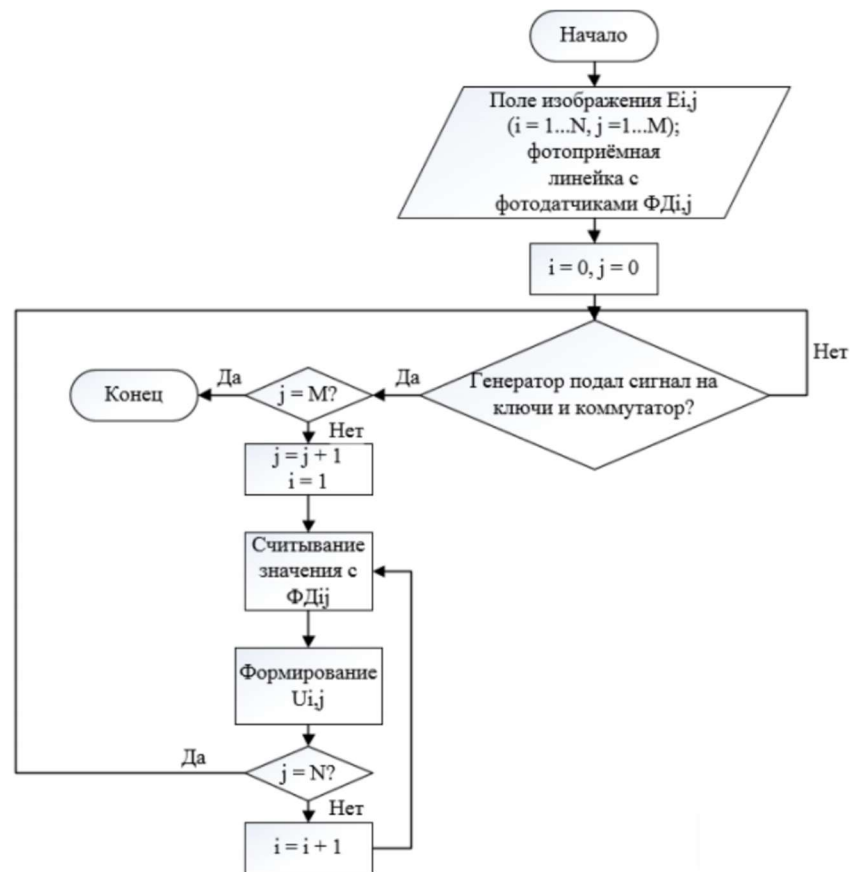 Начало
Поле изображения Ei,j
(i = 1...N, j =1...M);
фотоприёмная
линейка с
фотодатчиками ФДi,j
i = 0, j = 0
Генератор подал сигнал на
ключи и коммутатор?
Нет
Да
j = M?
Да
Конец
Нет
j = j + 1
i = 1
Считывание
значения с
ФДij
Формирование
Ui,j
j = N?
Да
Нет
i = i + 1